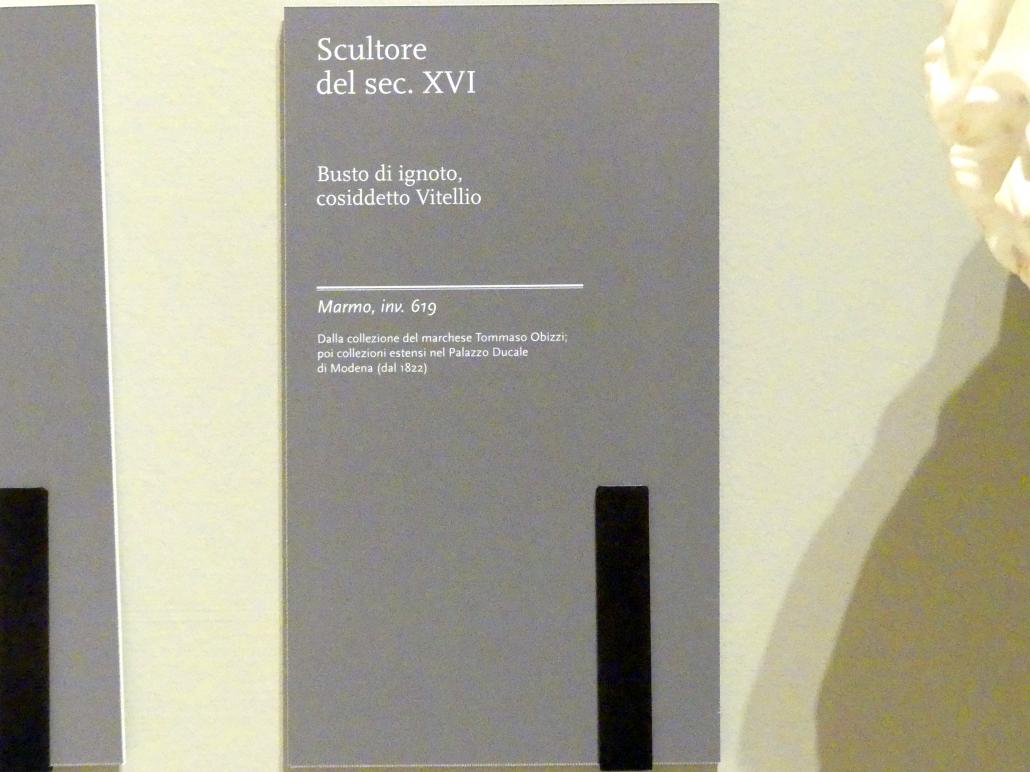 Scultore
del sec. XVI
Busto di ignoto,
cosiddetto Vitellio
Marmo, inv. 619
Dalla collezione del marchese Tommaso Obizzi;
poi collezioni estensi nel Palazzo Ducale
di Modena (dal 1822)